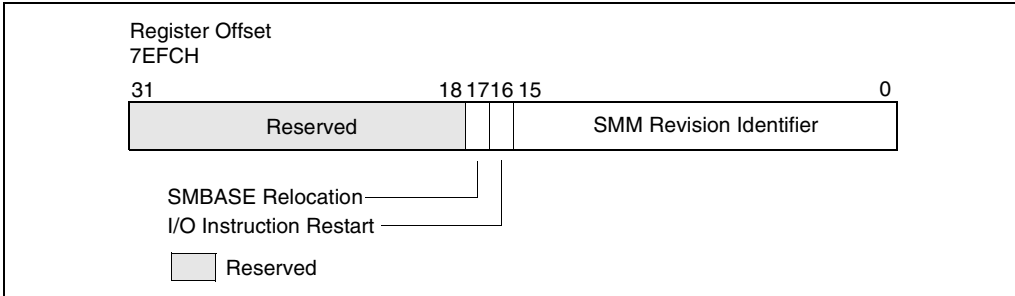 Register Offset
7EFCH
31 18 17 16 15 0
Reserved SMM Revision Identifier
SMBASE Relocation
I/O Instruction Restart
Reserved